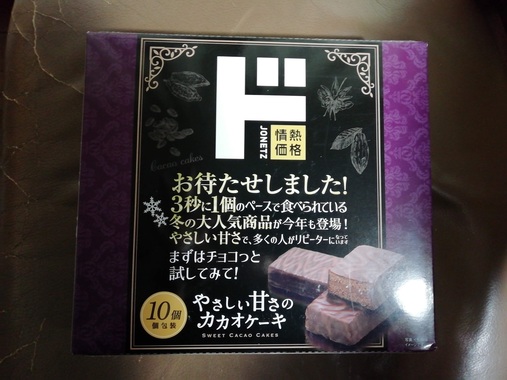 ド
JONETZ
情熱
価格
Cacao cakes
お待たせしました!
3秒に1個のペースで食べられている
冬の大人気商品が今年も登場!
やさしい甘さで、多くの人がリピーターになっています
まずはチョコっと
試してみて!
10個
個包装
やさしい甘さの
カカオケーキ
SWEET CACAO CAKES